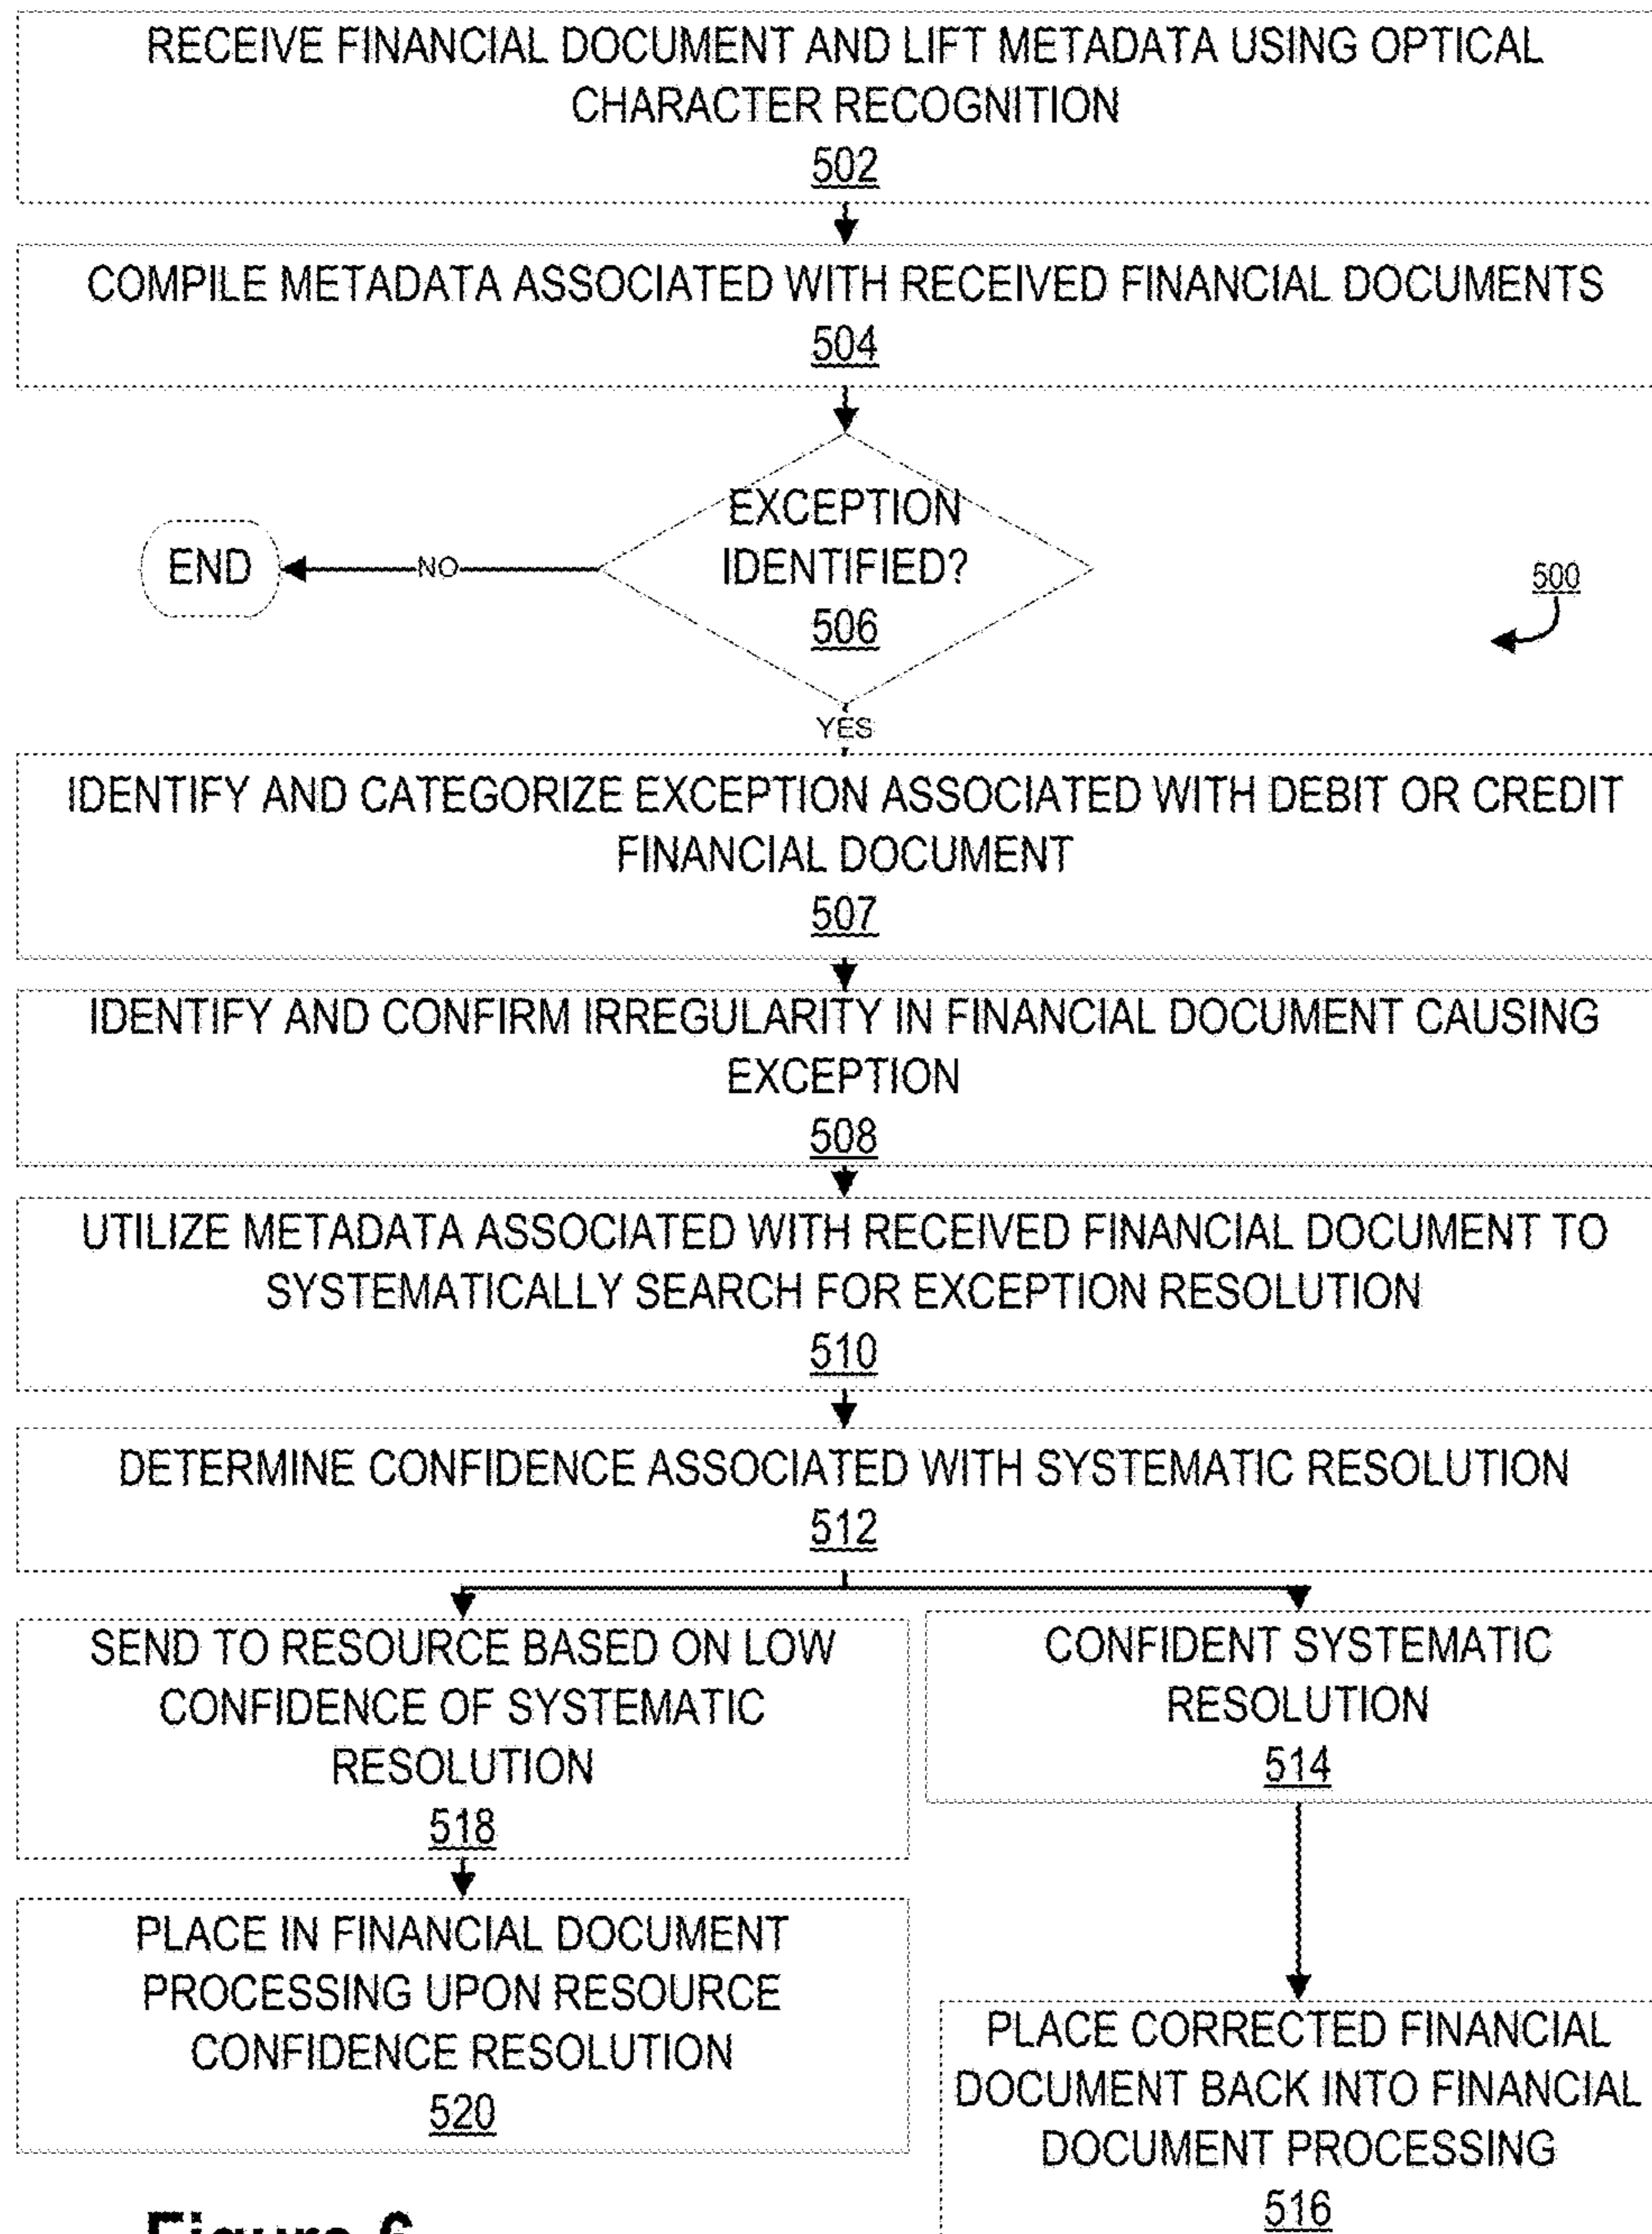 RECEIVE FINANCIAL DOCUMENT AND LIFT METADATA USING OPTICAL
CHARACTER RECOGNITION
502
COMPILE METADATA ASSOCIATED WITH RECEIVED FINANCIAL DOCUMENTS
504
EXCEPTION
IDENTIFIED?
506
NO
END
500
YES
IDENTIFY AND CATEGORIZE EXCEPTION ASSOCIATED WITH DEBIT OR CREDIT
FINANCIAL DOCUMENT
507
IDENTIFY AND CONFIRM IRREGULARITY IN FINANCIAL DOCUMENT CAUSING
EXCEPTION
508
UTILIZE METADATA ASSOCIATED WITH RECEIVED FINANCIAL DOCUMENT TO
SYSTEMATICALLY SEARCH FOR EXCEPTION RESOLUTION
510
DETERMINE CONFIDENCE ASSOCIATED WITH SYSTEMATIC RESOLUTION
512
SEND TO RESOURCE BASED ON LOW
CONFIDENCE OF SYSTEMATIC
RESOLUTION
518
CONFIDENT SYSTEMATIC
RESOLUTION
514
PLACE IN FINANCIAL DOCUMENT
PROCESSING UPON RESOURCE
CONFIDENCE RESOLUTION
520
PLACE CORRECTED FINANCIAL
DOCUMENT BACK INTO FINANCIAL
DOCUMENT PROCESSING
516
Figure 6